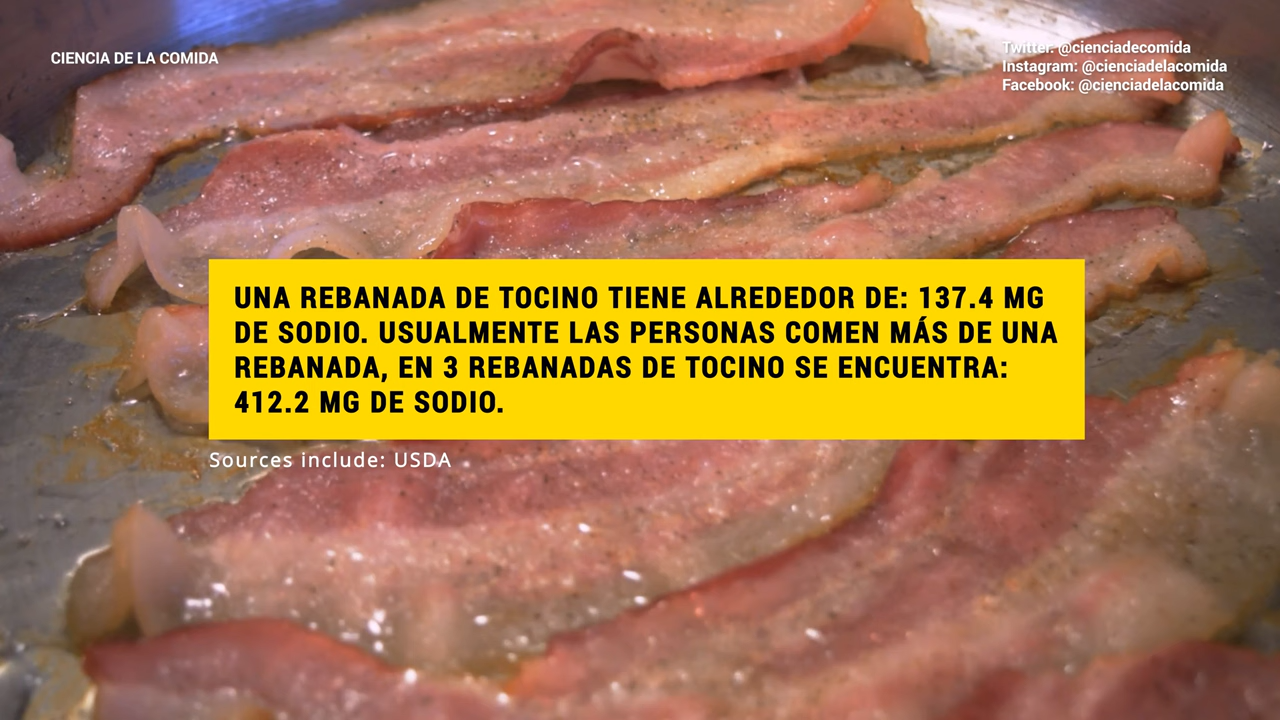 CIENCIA DE LA COMIDA
Twitter: @cienciadecomida
Instagram: @cienciadelacomida
Facebook: @cienciadelacomida
UNA REBANADA DE TOCINO TIENE ALREDEDOR DE: 137.4 MG
DE SODIO. USUALMENTE LAS PERSONAS COMEN MÁS DE UNA
REBANADA, EN 3 REBANADAS DE TOCINO SE ENCUENTRA:
412.2 MG DE SODIO.
Sources include: USDA